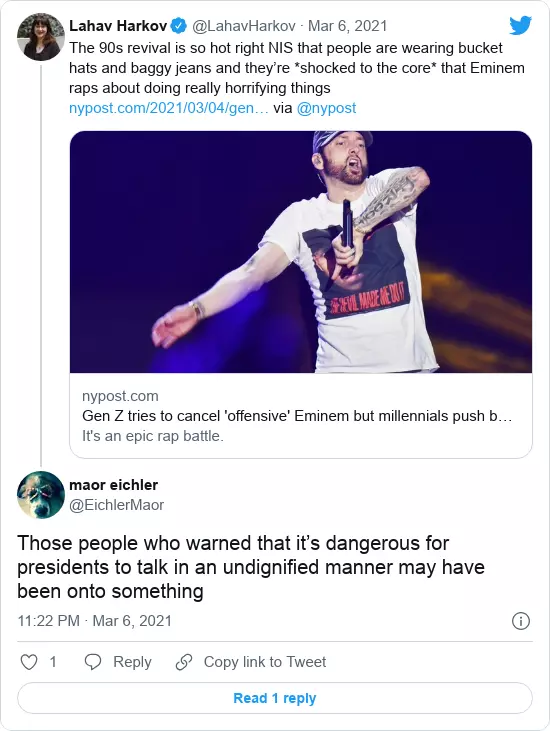 Lahav Harkov @LahavHarkov · Mar 6, 2021
The 90s revival is so hot right NIS that people are wearing bucket
hats and baggy jeans and they’re *shocked to the core* that Eminem
raps about doing really horrifying things
nypost.com/2021/03/04/gen… via @nypost
DEVIL MADE ME DO IT
nypost.com
Gen Z tries to cancel 'offensive' Eminem but millennials push b…
It's an epic rap battle.
maor eichler
@EichlerMaor
Those people who warned that it’s dangerous for
presidents to talk in an undignified manner may have
been onto something
11:22 PM · Mar 6, 2021
1 Reply Copy link to Tweet
Read 1 reply